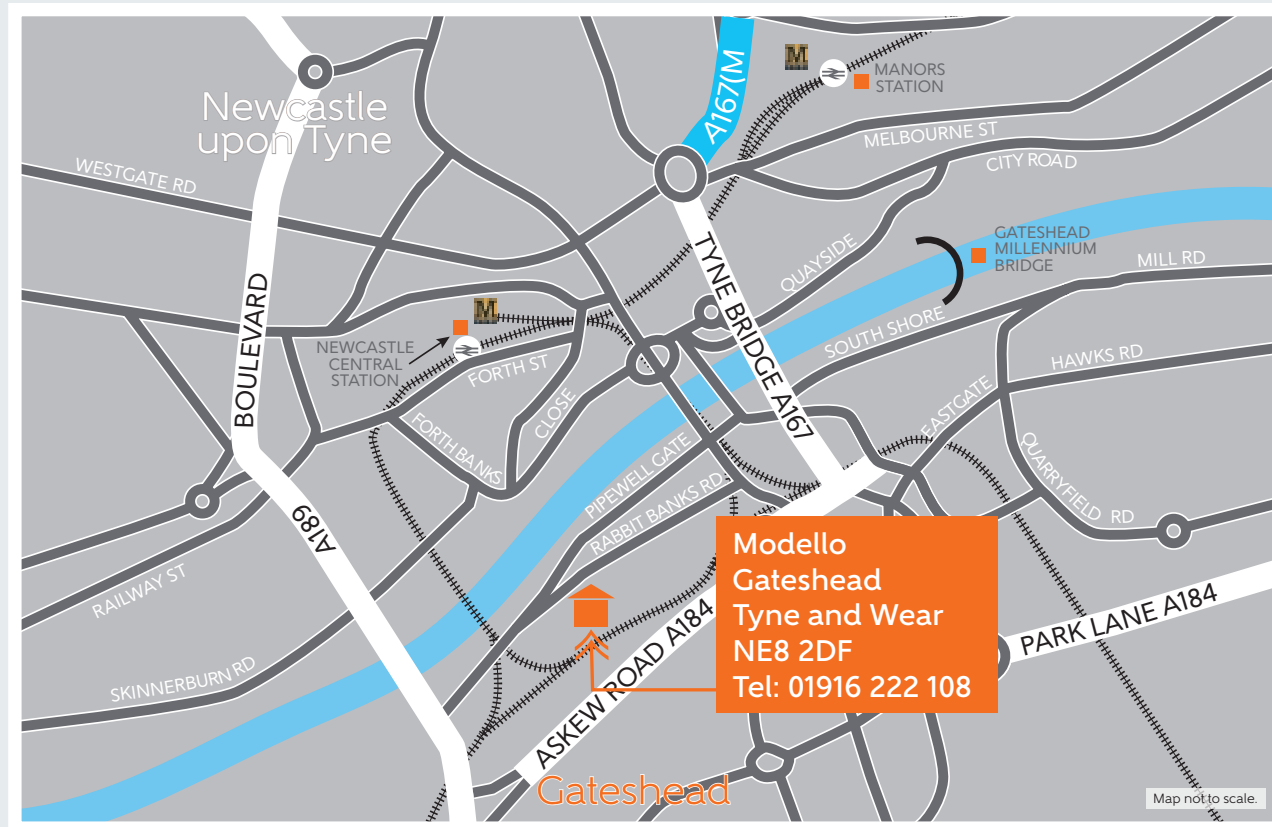 A167(M
M
MANORS
STATION
Newcastle
upon Tyne
MELBOURNE ST
CITY ROAD
WESTGATE RD
GATESHEAD
MILLENNIUM
BRIDGE
QUAYSIDE
MILL RD
TYNE BRIDGE A167
BOULEVARD
M
NEWCASTLE
CENTRAL
STATION
SOUTH SHORE
HAWKS RD
FORTH ST
CLOSE
EASTGATE
FORTH BANKS
PIPEWELL GATE
RABBIT BANKS RD
QUARRYFIELD RD
A189
RAILWAY ST
Modello
Gateshead
Tyne and Wear
NE8 2DF
Tel: 01916 222 108
PARK LANE A184
ASKEW ROAD A184
SKINNERBURN RD
Gateshead
Map not to scale.